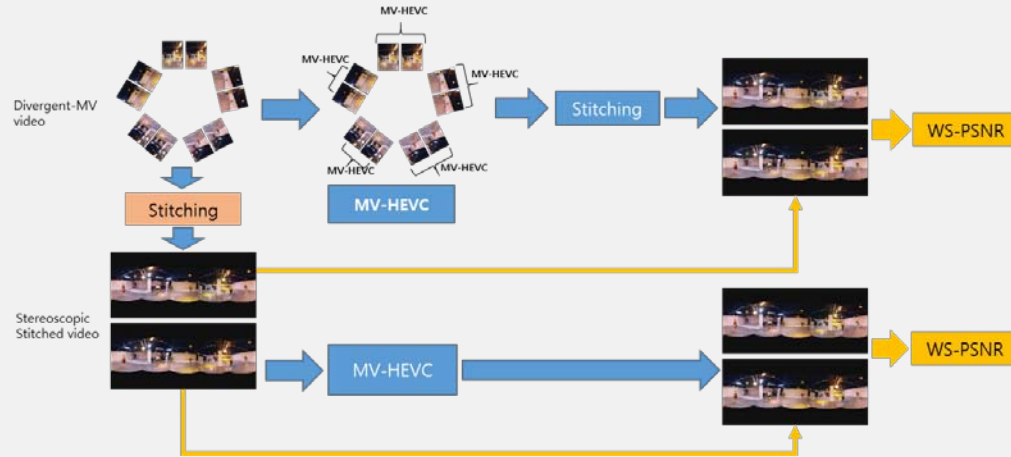 MV-HEVC
MV-HEVC
MV-HEVC
Divergent-MV
video
Stitching
WS-PSNR
MV-HEVC
MV-HEVC
MV-HEVC
Stitching
Stereoscopic
Stitched video
MV-HEVC
WS-PSNR